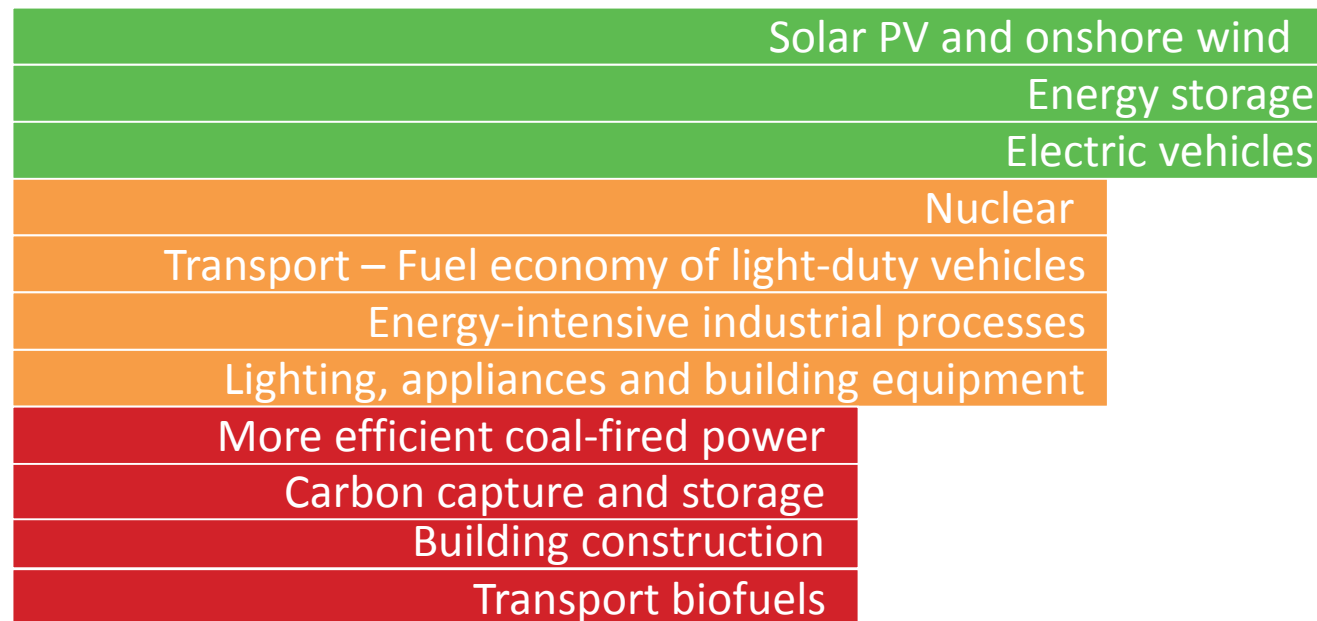 Solar PV and onshore wind
Energy storage
Electric vehicles
Nuclear
Transport – Fuel economy of light-duty vehicles
Energy-intensive industrial processes
Lighting, appliances and building equipment
More efficient coal-fired power
Carbon capture and storage
Building construction
Transport biofuels